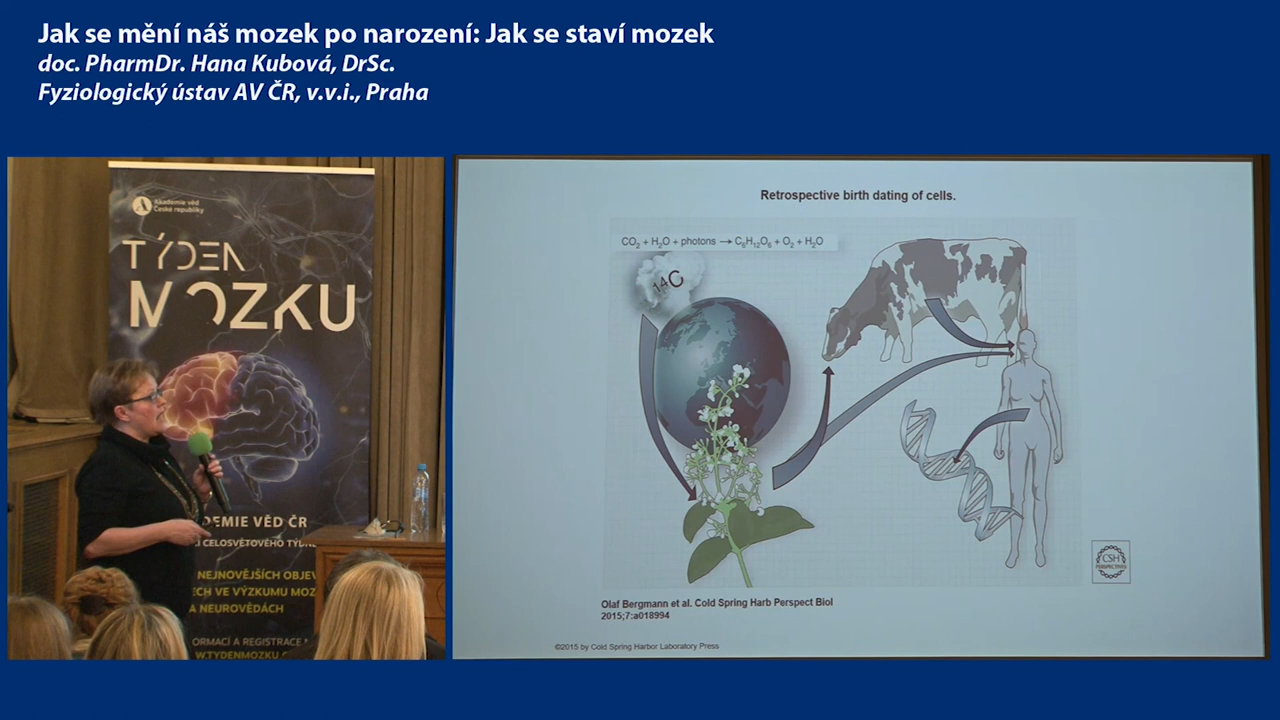 Jak se mění náš mozek po narození: Jak se staví mozek
doc. PharmDr. Hana Kubová, DrSc.
Fyziologický ústav AV ČR, v.v.i., Praha
Akademie věd
České republiky
TÝDEN
MOZKU
DEMIE VĚD ČR
CELOSVĚTOVÉHO TÝDNE
NEJNOVĚJŠÍCH OBJEV
ECH VE VÝZKUMU MOZ
A NEUROVĚDÁCH
ORMACÍ A REGISTRACE
W.TYDENMOZKU.
Retrospective birth dating of cells.
CO₂ + H₂O + photons → C₆H₁₂O₆ + O₂ + H₂O
¹⁴C
CSH
PERSPECTIVES
Olaf Bergmann et al. Cold Spring Harb Perspect Biol
2015;7:a018994
©2015 by Cold Spring Harbor Laboratory Press